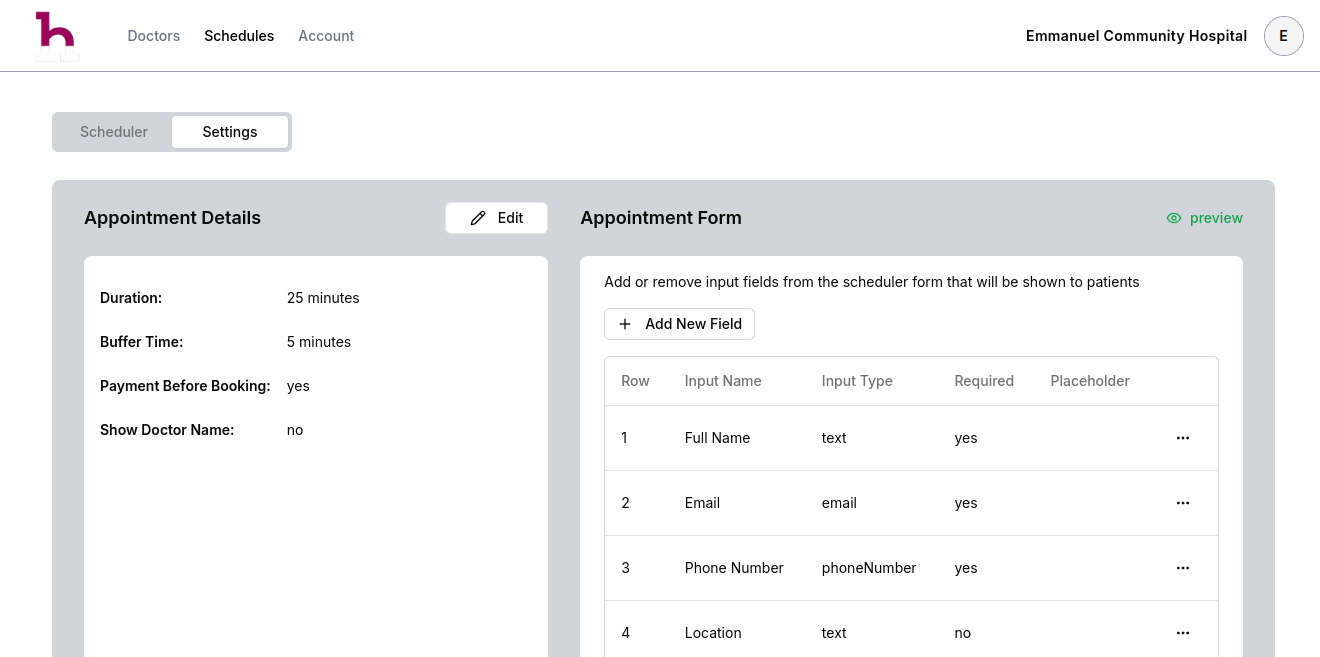 h
Doctors Schedules Account Emmanuel Community Hospital E
Scheduler Settings
Appointment Details Edit
Duration: 25 minutes
Buffer Time: 5 minutes
Payment Before Booking: yes
Show Doctor Name: no
Appointment Form preview
Add or remove input fields from the scheduler form that will be shown to patients
Add New Field
Row Input Name Input Type Required Placeholder
1 Full Name text yes
2 Email email yes
3 Phone Number phoneNumber yes
4 Location text no